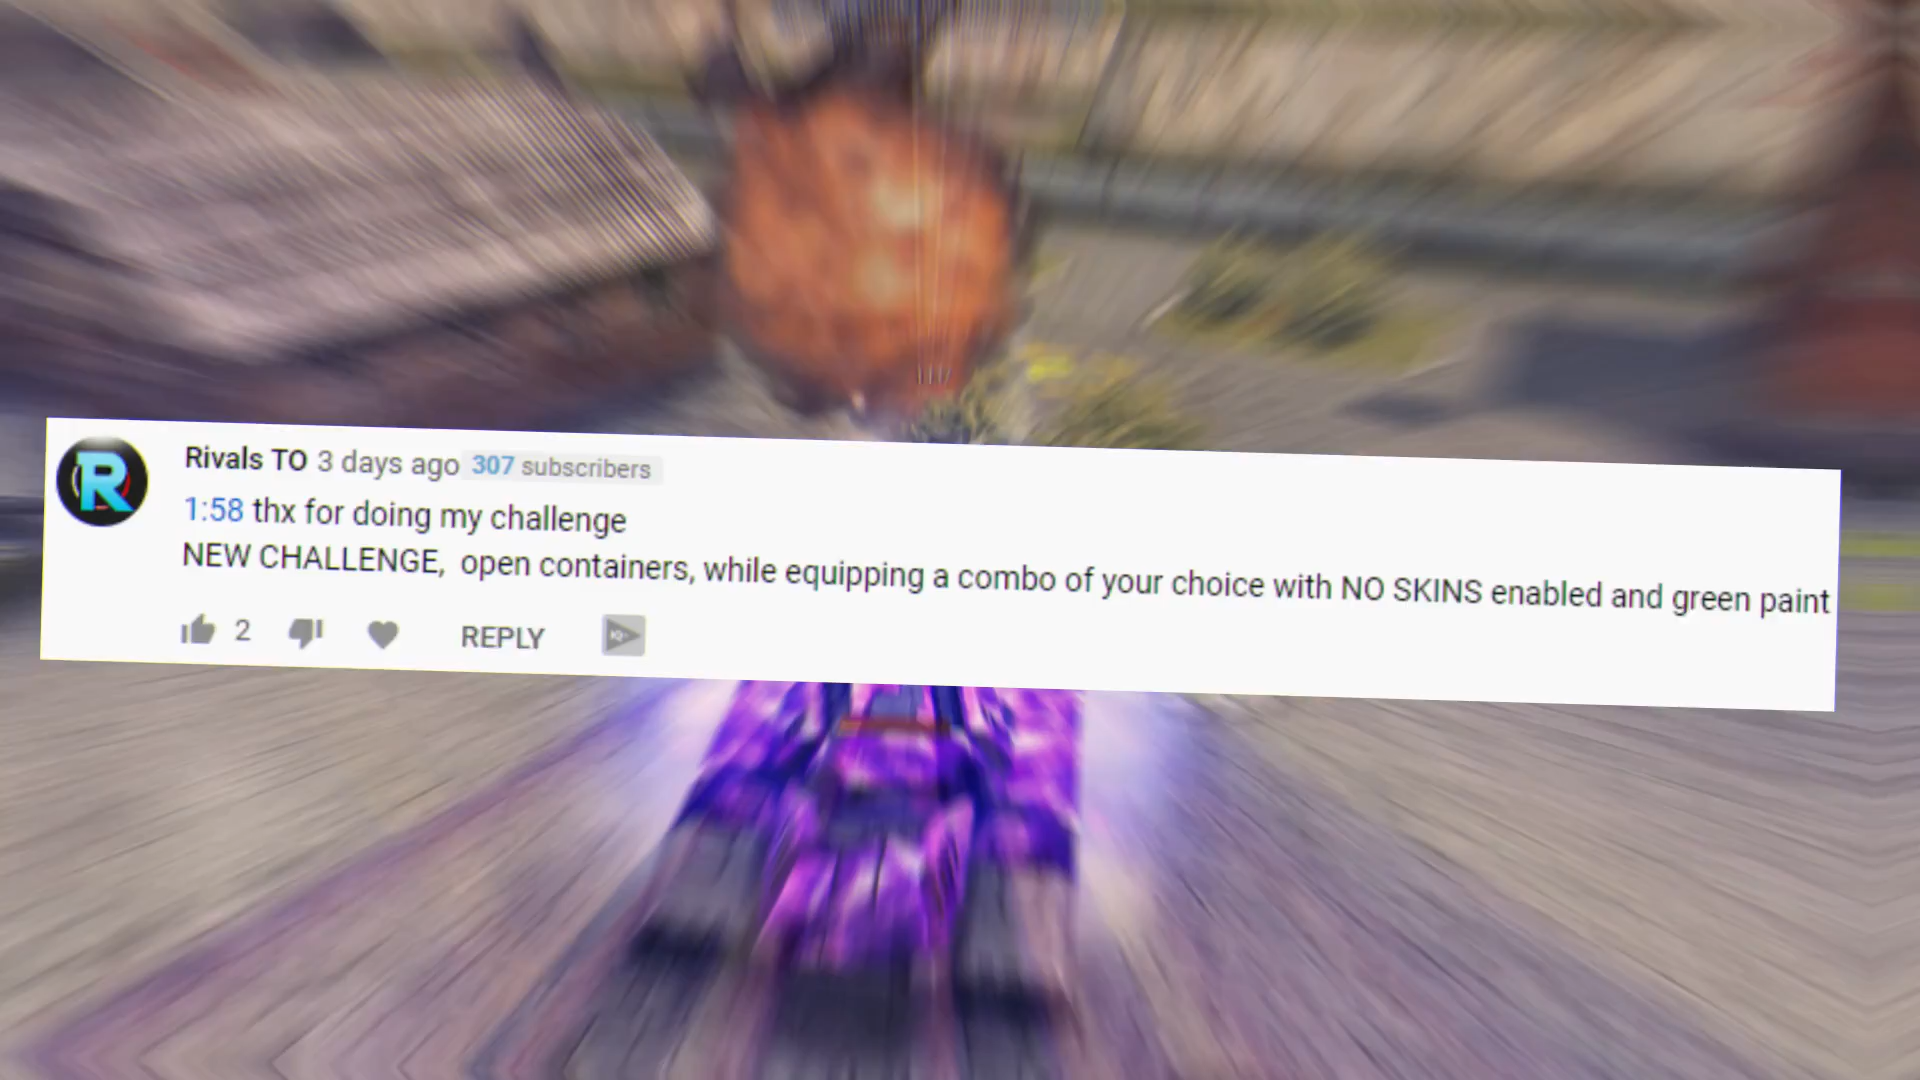 R
Rivals TO 3 days ago 307 subscribers
1:58 thx for doing my challenge
NEW CHALLENGE, open containers, while equipping a combo of your choice with NO SKINS enabled and green paint
2 REPLY